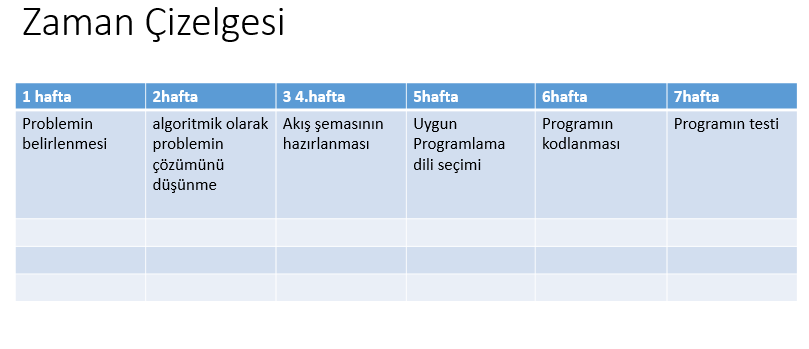 Zaman Çizelgesi
1 hafta 2hafta 3 4.hafta 5hafta 6hafta 7hafta
Problemin belirlenmesi
algoritmik olarak problemin çözümünü düşünme
Akış şemasının hazırlanması
Uygun Programlama dili seçimi
Programın kodlanması
Programın testi